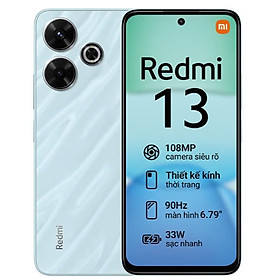 Redmi
mi
Redmi
13
108MP
camera siêu rõ
Thiết kế kính
thời trang
90Hz
màn hình 6.79"
33W
sạc nhanh